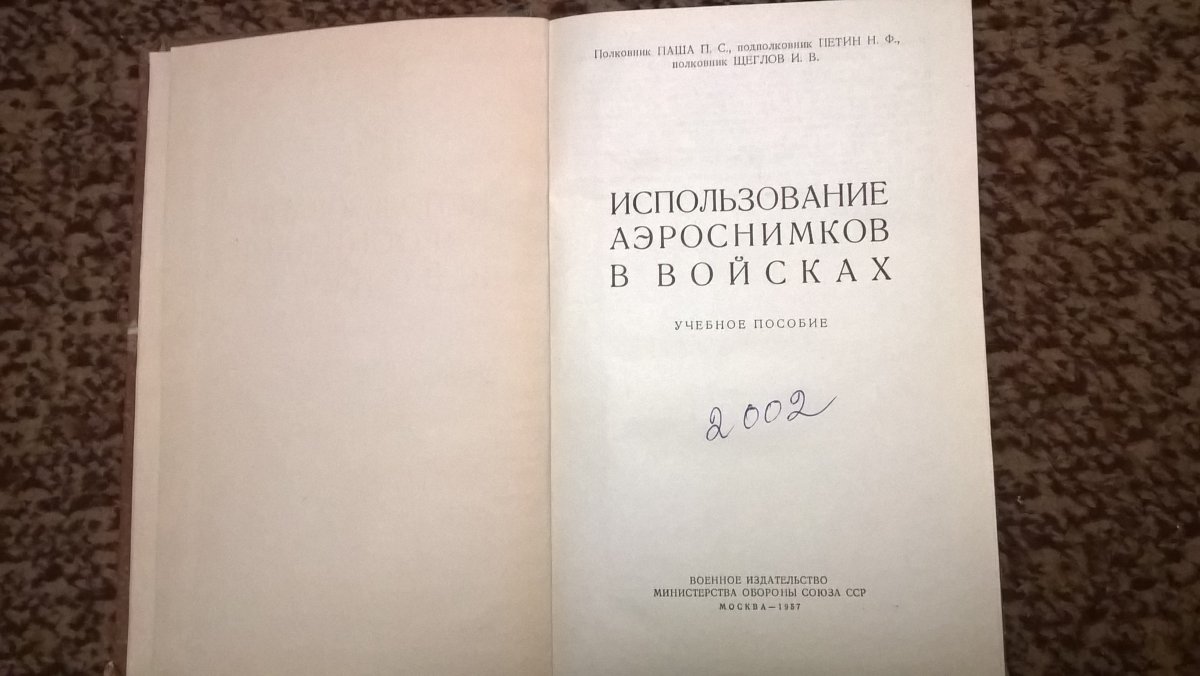 Полковник ПАША П. С., подполковник ПЕТИН Н. Ф.,
полковник ЩЕГЛОВ И. В.
ИСПОЛЬЗОВАНИЕ
АЭРОСНИМКОВ
В ВОЙСКАХ
УЧЕБНОЕ ПОСОБИЕ
2002
ВОЕННОЕ ИЗДАТЕЛЬСТВО
МИНИСТЕРСТВА ОБОРОНЫ СОЮЗА ССР
МОСКВА—1957